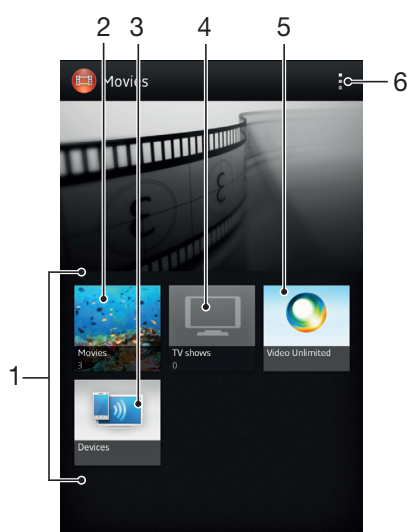 2 3 4 5
Movies
6
Movies
3
TV shows
0
Video Unlimited
1
Devices